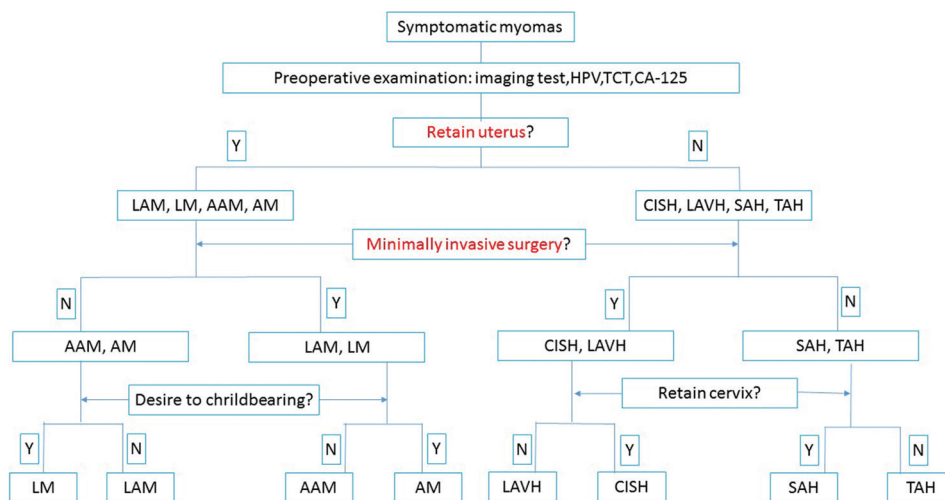 Symptomatic myomas
Preoperative examination: imaging test,HPV,TCT,CA-125
Retain uterus?
Y
N
LAM, LM, AAM, AM
CISH, LAVH, SAH, TAH
Minimally invasive surgery?
N
Y
Y
N
AAM, AM
LAM, LM
CISH, LAVH
SAH, TAH
Desire to chrildbearing?
Retain cervix?
Y
N
N
Y
N
Y
Y
N
LM
LAM
AAM
AM
LAVH
CISH
SAH
TAH